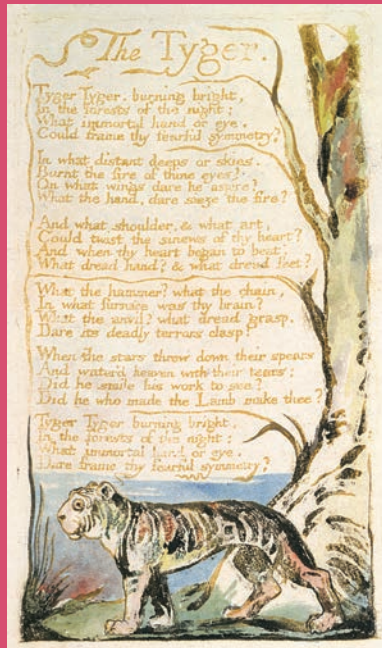 The Tyger.
Tyger Tyger. burning bright,
In the forests of the night:
What immortal hand or eye.
Could frame thy fearful symmetry?
In what distant deeps or skies.
Burnt the fire of thine eyes?
On what wings dare he aspire?
What the hand, dare sieze the fire?
And what shoulder, & what art,
Could twist the sinews of thy heart?
And when thy heart began to beat,
What dread hand? & what dread feet?
What the hammer? what the chain,
In what furnace was thy brain?
What the anvil? what dread grasp,
Dare its deadly terrors clasp?
When the stars threw down their spears
And water'd heaven with their tears:
Did he smile his work to see?
Did he who made the Lamb make thee?
Tyger Tyger burning bright,
In the forests of the night:
What immortal hand or eye,
Dare frame thy fearful symmetry?